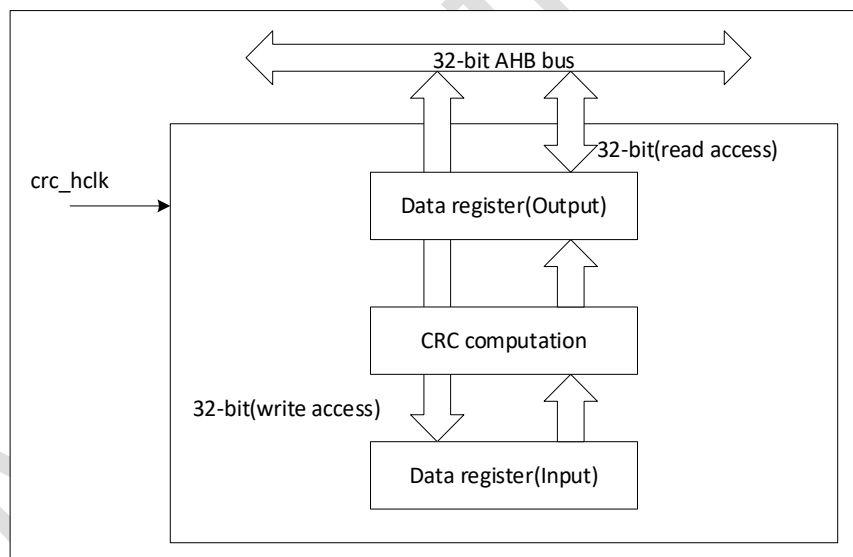 32-bit AHB bus
32-bit(read access)
crc_hclk
Data register(Output)
CRC computation
32-bit(write access)
Data register(Input)